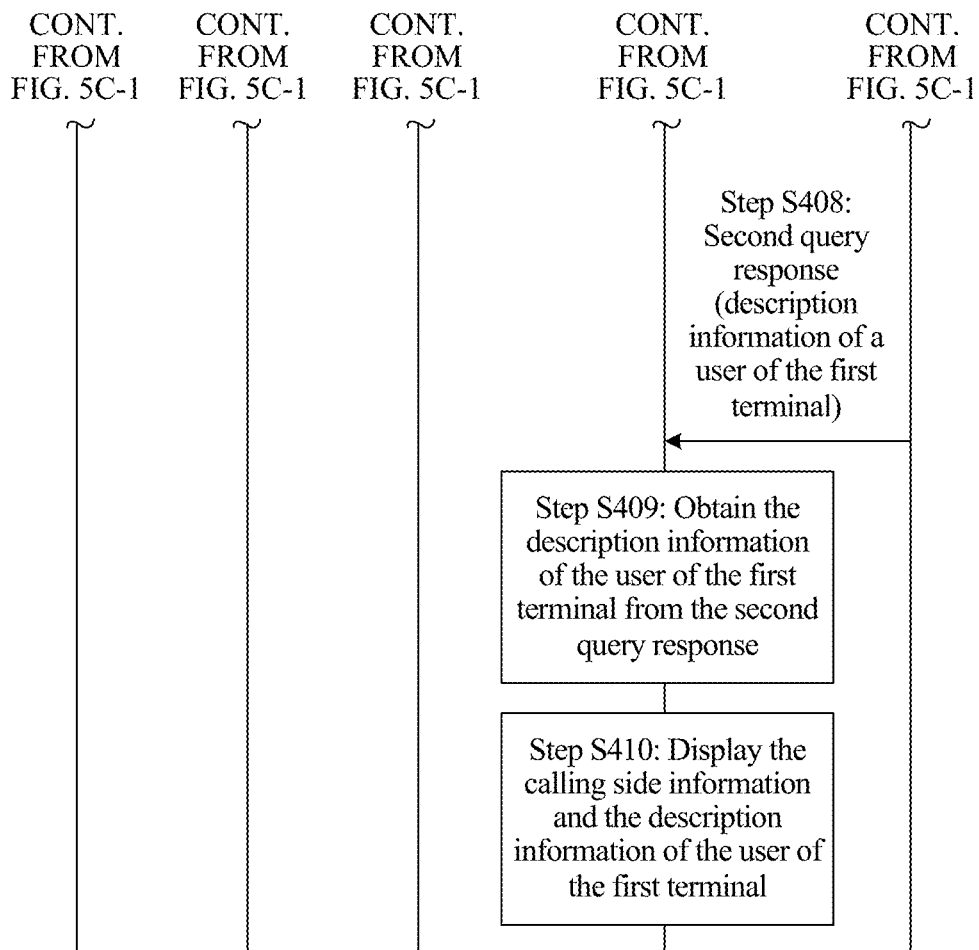 CONT.
FROM
FIG. 5C-1
CONT.
FROM
FIG. 5C-1
CONT.
FROM
FIG. 5C-1
CONT.
FROM
FIG. 5C-1
CONT.
FROM
FIG. 5C-1
Step S408:
Second query
response
(description
information of a
user of the first
terminal)
Step S409: Obtain the
description information
of the user of the first
terminal from the second
query response
Step S410: Display the
calling side information
and the description
information of the user of
the first terminal